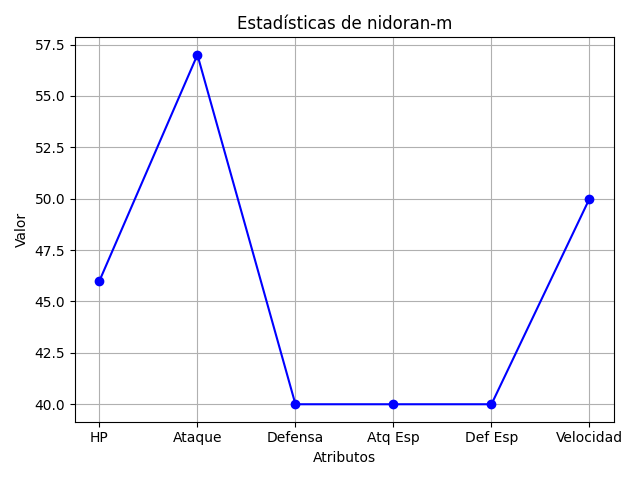 Estadísticas de nidoran-m
57.5
55.0
52.5
50.0
47.5
45.0
42.5
40.0
Valor
HP Ataque Defensa Atq Esp Def Esp Velocidad
Atributos